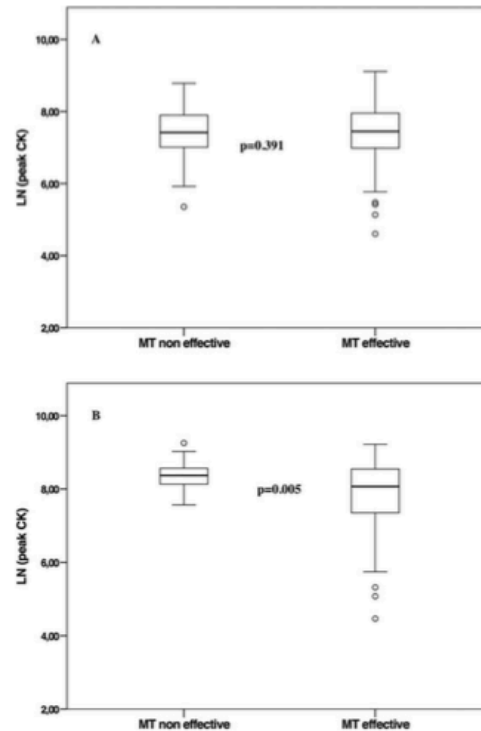 A
10,00
8,00
6,00
4,00
2,00
LN (peak CK)
p=0.391
MT non effective
MT effective
B
10,00
8,00
6,00
4,00
2,00
LN (peak CK)
p=0.005
MT non effective
MT effective